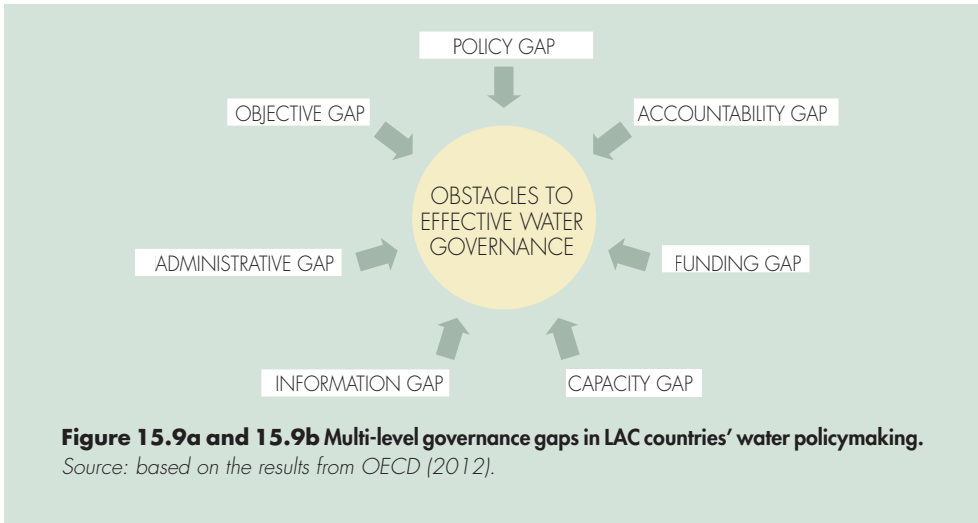 POLICY GAP
OBJECTIVE GAP
ACCOUNTABILITY GAP
OBSTACLES TO
EFFECTIVE WATER
GOVERNANCE
ADMINISTRATIVE GAP
FUNDING GAP
INFORMATION GAP
CAPACITY GAP
Figure 15.9a and 15.9b Multi-level governance gaps in LAC countries’ water policymaking.
Source: based on the results from OECD (2012).